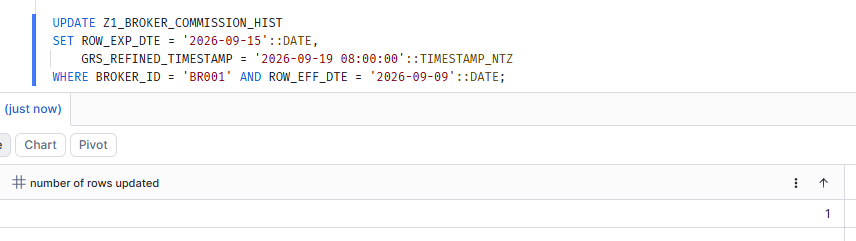 UPDATE Z1_BROKER_COMMISSION_HIST
SET ROW_EXP_DTE = '2026-09-15'::DATE,
GRS_REFINED_TIMESTAMP = '2026-09-19 08:00:00'::TIMESTAMP_NTZ
WHERE BROKER_ID = 'BR001' AND ROW_EFF_DTE = '2026-09-09'::DATE;
(just now)
Chart Pivot
number of rows updated
1